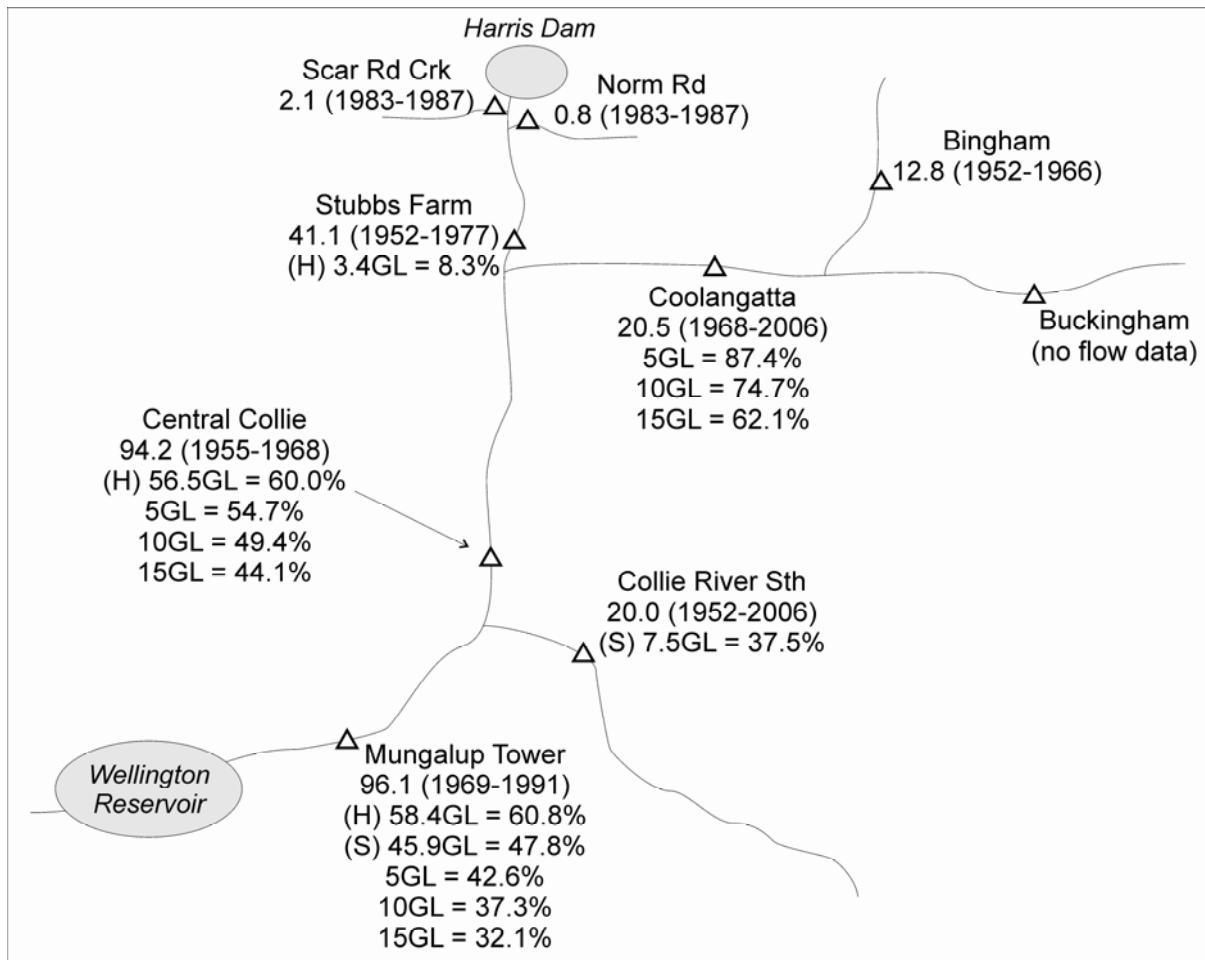 Harris Dam
Scar Rd Crk
2.1 (1983-1987)
Norm Rd
0.8 (1983-1987)
Bingham
12.8 (1952-1966)
Stubbs Farm
41.1 (1952-1977)
(H) 3.4GL = 8.3%
Coolangatta
20.5 (1968-2006)
5GL = 87.4%
10GL = 74.7%
15GL = 62.1%
Buckingham
(no flow data)
Central Collie
94.2 (1955-1968)
(H) 56.5GL = 60.0%
5GL = 54.7%
10GL = 49.4%
15GL = 44.1%
Collie River Sth
20.0 (1952-2006)
(S) 7.5GL = 37.5%
Mungalup Tower
96.1 (1969-1991)
(H) 58.4GL = 60.8%
(S) 45.9GL = 47.8%
5GL = 42.6%
10GL = 37.3%
15GL = 32.1%
Wellington
Reservoir